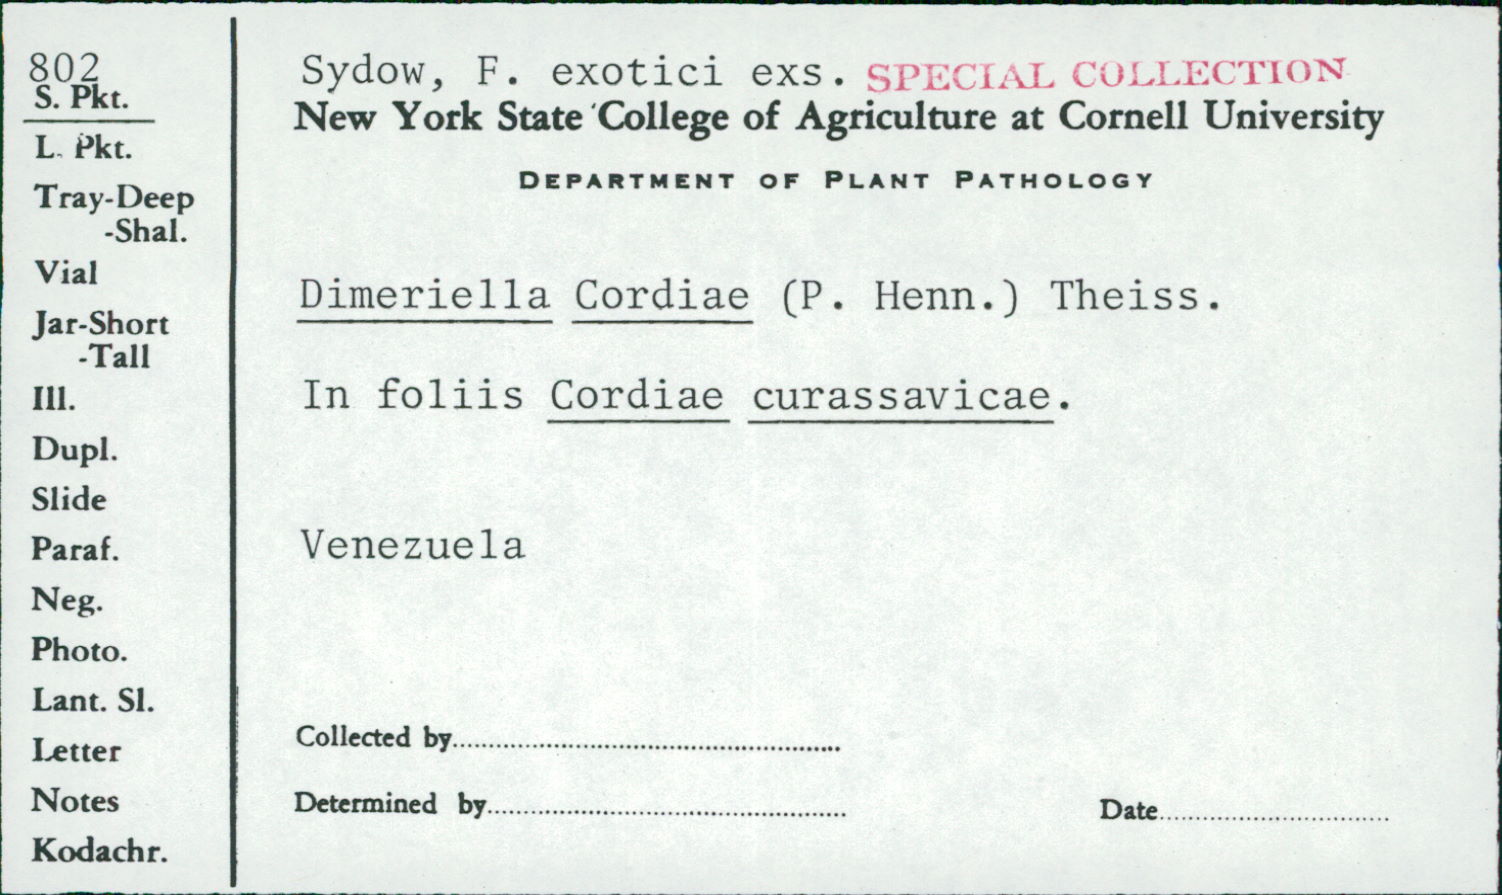 802
S. Pkt.
L. Pkt.
Tray-Deep
-Shal.
Vial
Jar-Short
-Tall
Ill.
Dupl.
Slide
Paraf.
Neg.
Photo.
Lant. Sl.
Letter
Notes
Kodachr.
Sydow, F. exotici exs. SPECIAL COLLECTION
New York State College of Agriculture at Cornell University
DEPARTMENT OF PLANT PATHOLOGY
Dimeriella Cordiae (P. Henn.) Theiss.
In foliis Cordiae curassavicae.
Venezuela
Collected by
Determined by
Date